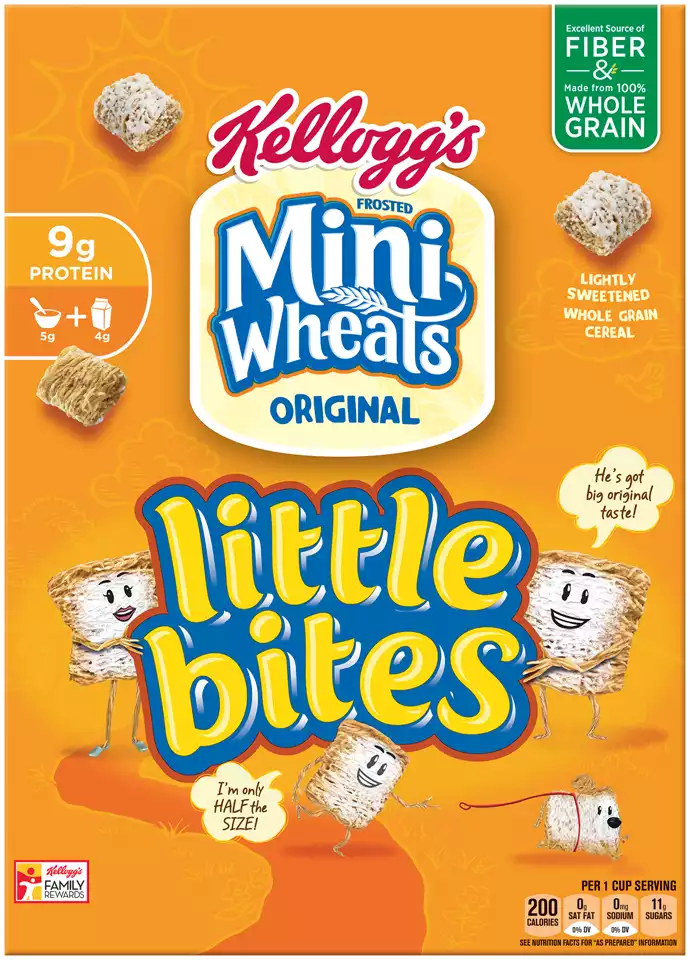 Excellent Source of
FIBER
&
Made from 100%
WHOLE
GRAIN
Kellogg's
FROSTED
Mini
Wheats
ORIGINAL
9g
PROTEIN
+
5g 4g
LIGHTLY
SWEETENED
WHOLE GRAIN
CEREAL
He's got
big original
taste!
little
bites
I'm only
HALF the
SIZE!
Kellogg's
FAMILY
REWARDS
PER 1 CUP SERVING
200
CALORIES
0g
SAT FAT
0% DV
0mg
SODIUM
0% DV
11g
SUGARS
SEE NUTRITION FACTS FOR "AS PREPARED" INFORMATION